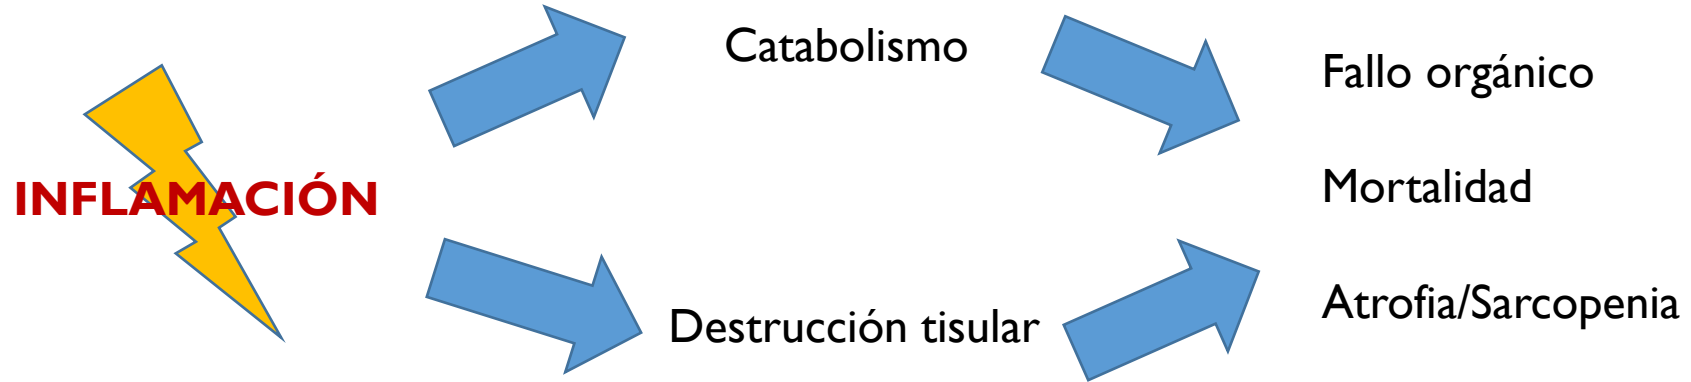 INFLAMACIÓN
Catabolismo
Destrucción tisular
Fallo orgánico
Mortalidad
Atrofia/Sarcopenia